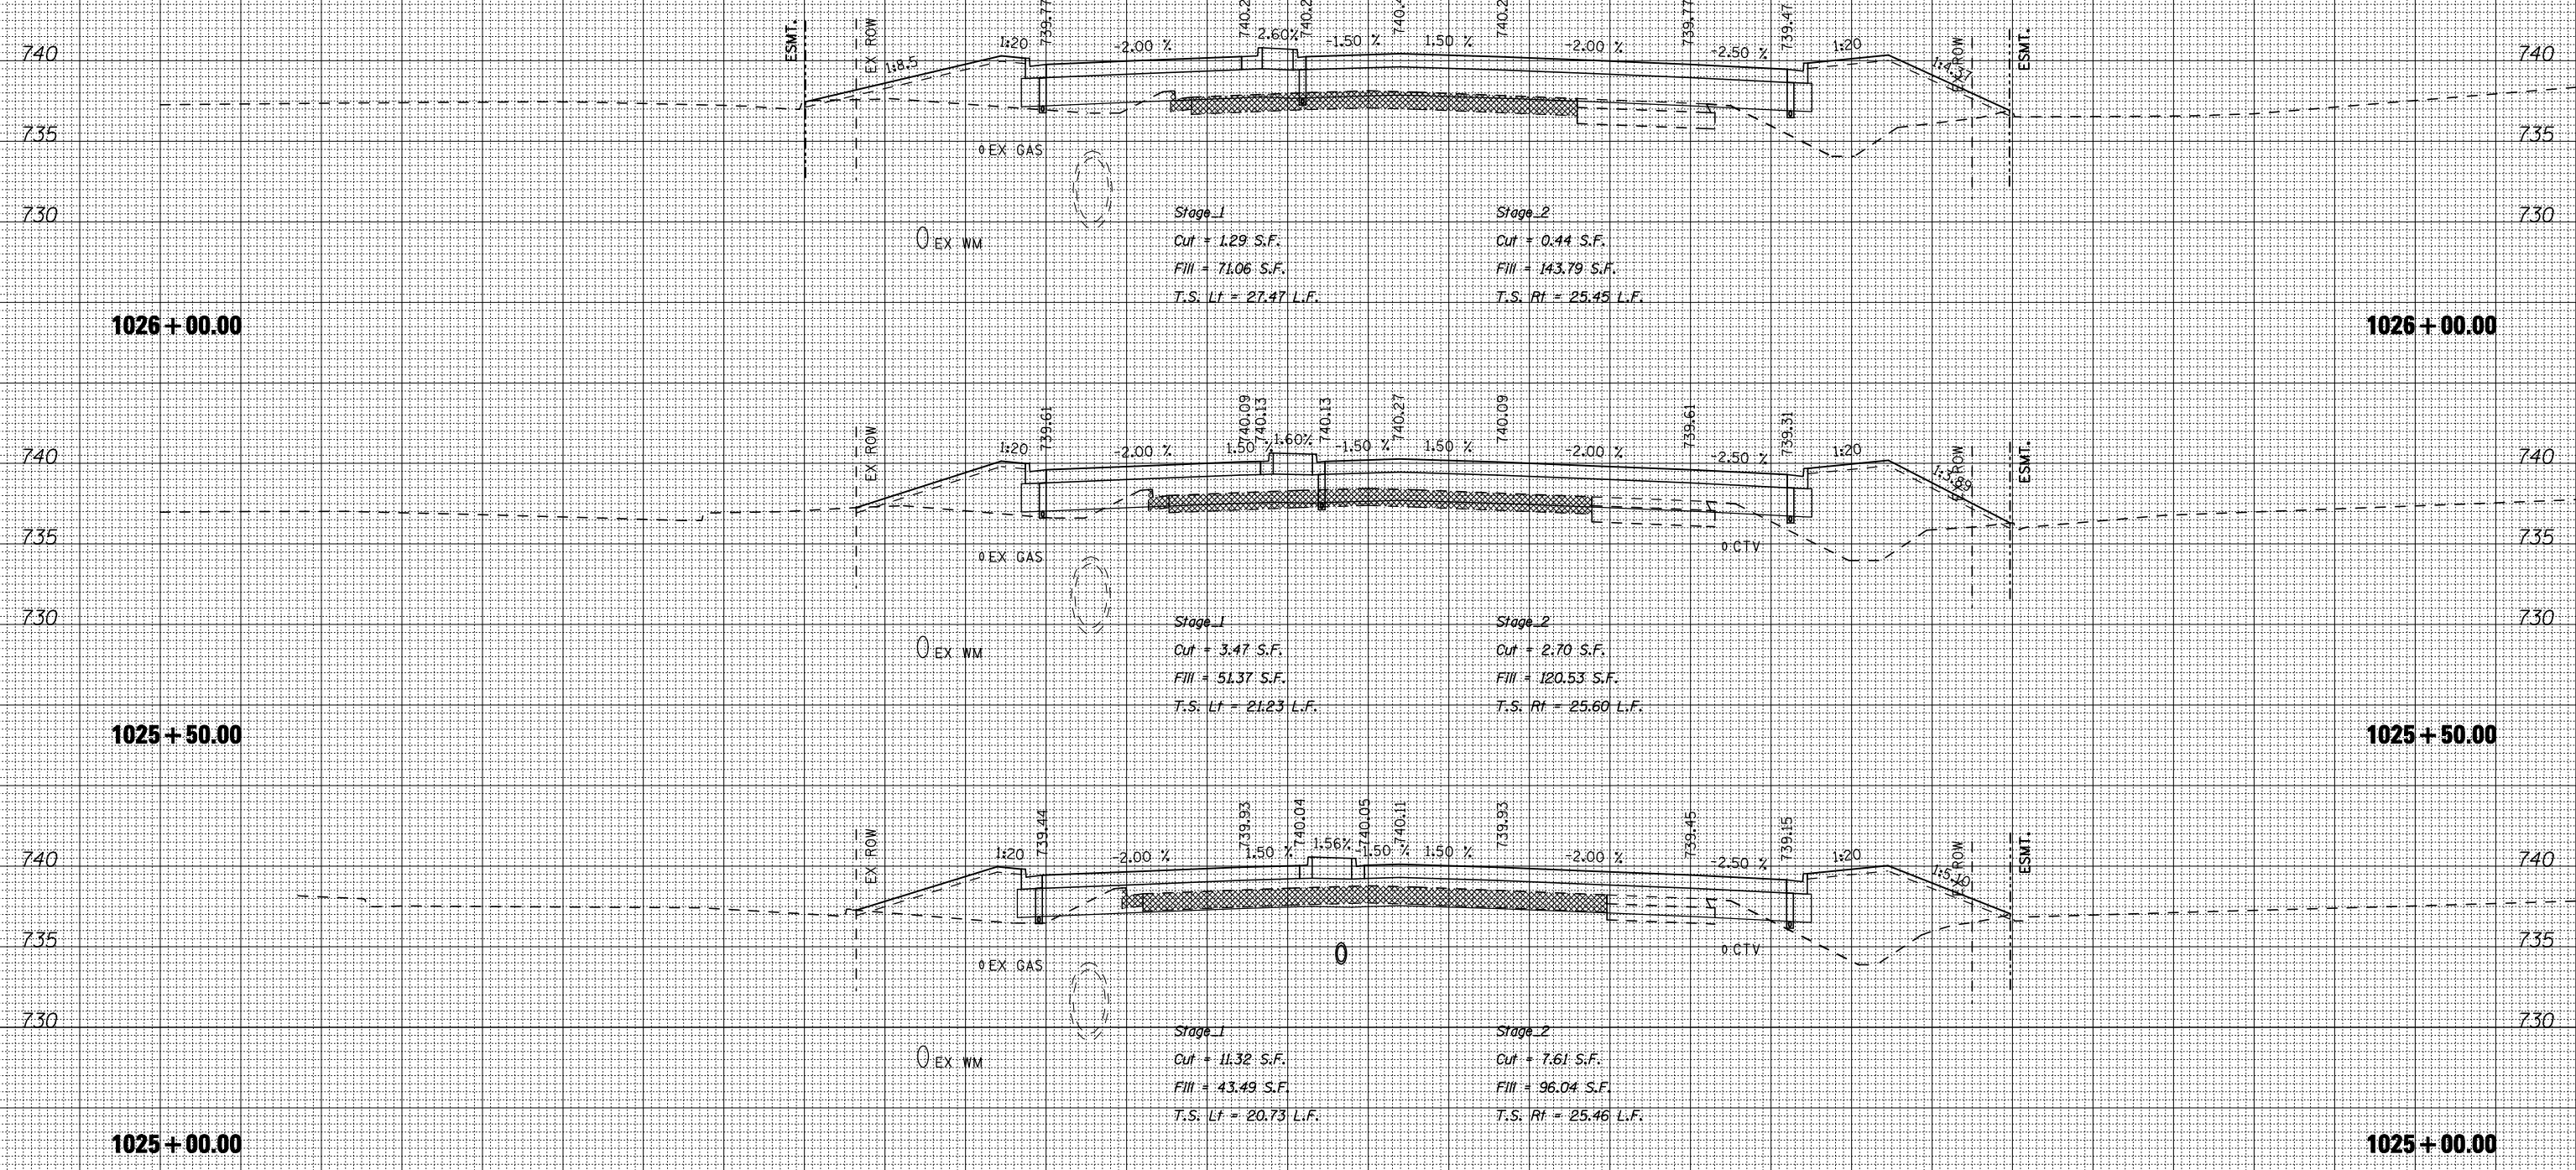 ESMT.
EX ROW
1:8.5
1:20
739.77
-2.00 %
2.60%
-1.50 %
1.50 %
-2.00 %
739.77
-2.50 %
739.47
1:20
1:4.37
ESMT.
740 740
735 735
730 730
EX GAS
EX WM
Stage_1
Cut = 1.29 S.F.
Fill = 71.06 S.F.
T.S. Lt = 27.47 L.F.
Stage_2
Cut = 0.44 S.F.
Fill = 143.79 S.F.
T.S. Rt = 25.45 L.F.
1026+00.00 1026+00.00
EX ROW
1:20
739.61
-2.00 %
1.50 %
740.09
740.13
1.60%
740.13
-1.50 %
740.27
1.50 %
740.09
-2.00 %
739.61
-2.50 %
739.31
1:20
1:3.89
ESMT.
740 740
735 735
730 730
EX GAS
CTV
EX WM
Stage_1
Cut = 3.47 S.F.
Fill = 51.37 S.F.
T.S. Lt = 21.23 L.F.
Stage_2
Cut = 2.70 S.F.
Fill = 120.53 S.F.
T.S. Rt = 25.60 L.F.
1025+50.00 1025+50.00
EX ROW
1:20
739.44
-2.00 %
739.93
1.50 %
740.04
1.56%
740.05
-1.50 %
740.11
1.50 %
739.93
-2.00 %
739.45
-2.50 %
739.15
1:20
1:5.10
ESMT.
740 740
735 735
730 730
EX GAS
CTV
EX WM
Stage_1
Cut = 11.32 S.F.
Fill = 43.49 S.F.
T.S. Lt = 20.73 L.F.
Stage_2
Cut = 7.61 S.F.
Fill = 96.04 S.F.
T.S. Rt = 25.46 L.F.
1025+00.00 1025+00.00